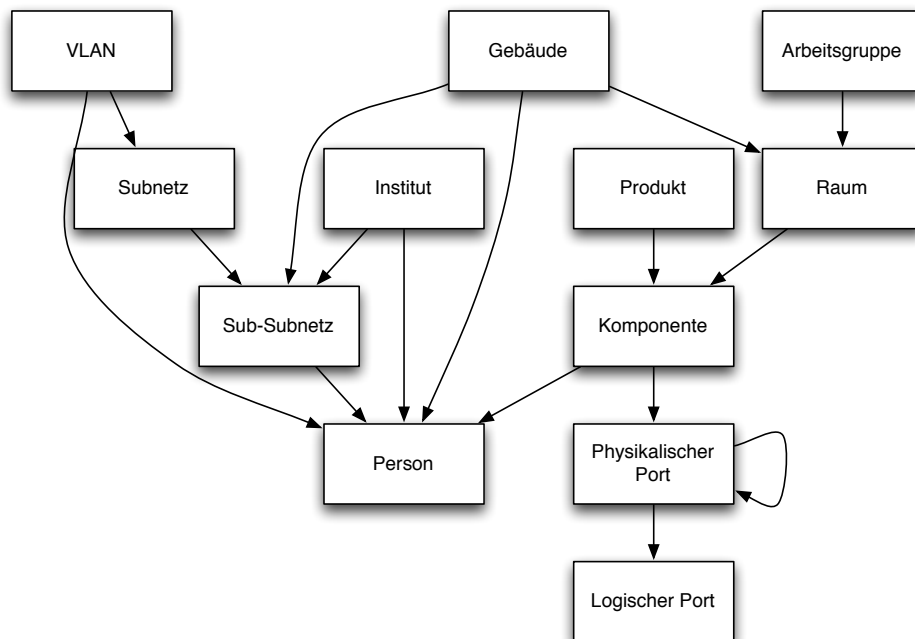 VLAN
Gebäude
Arbeitsgruppe
Subnetz
Institut
Produkt
Raum
Sub-Subnetz
Komponente
Person
Physikalischer
Port
Logischer Port